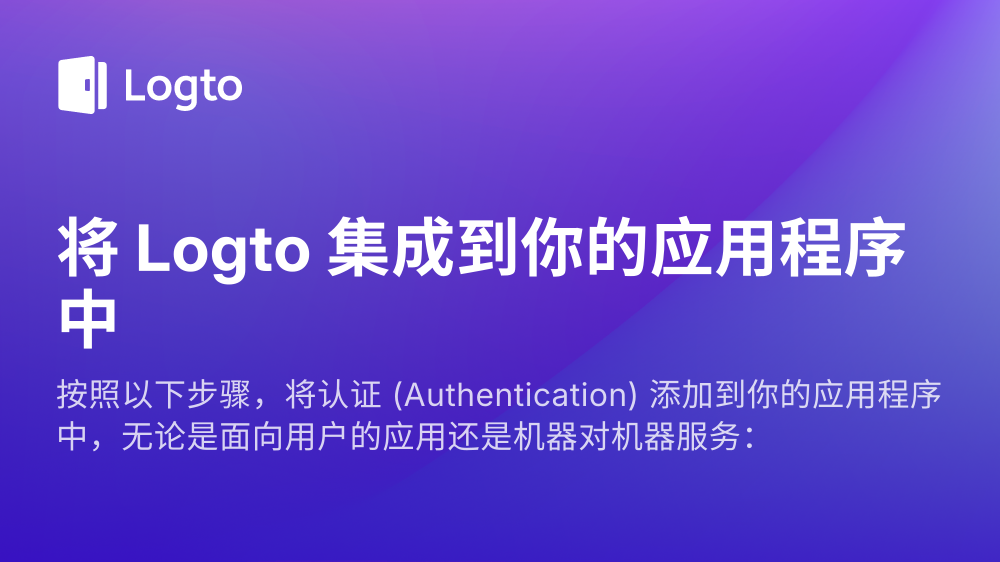 Logto
将 Logto 集成到你的应用程序
中
按照以下步骤，将认证 (Authentication) 添加到你的应用程序
中，无论是面向用户的应用还是机器对机器服务：